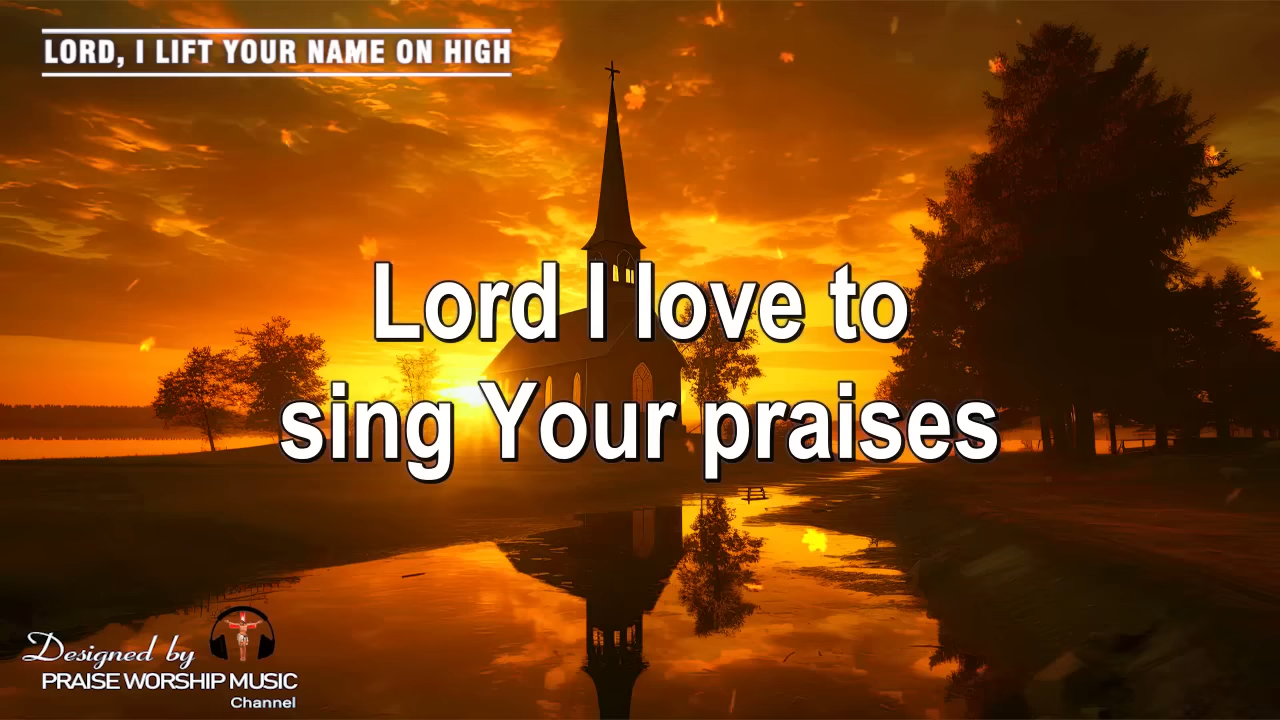 LORD, I LIFT YOUR NAME ON HIGH
Lord I love to
sing Your praises
Designed by
PRAISE WORSHIP MUSIC
Channel